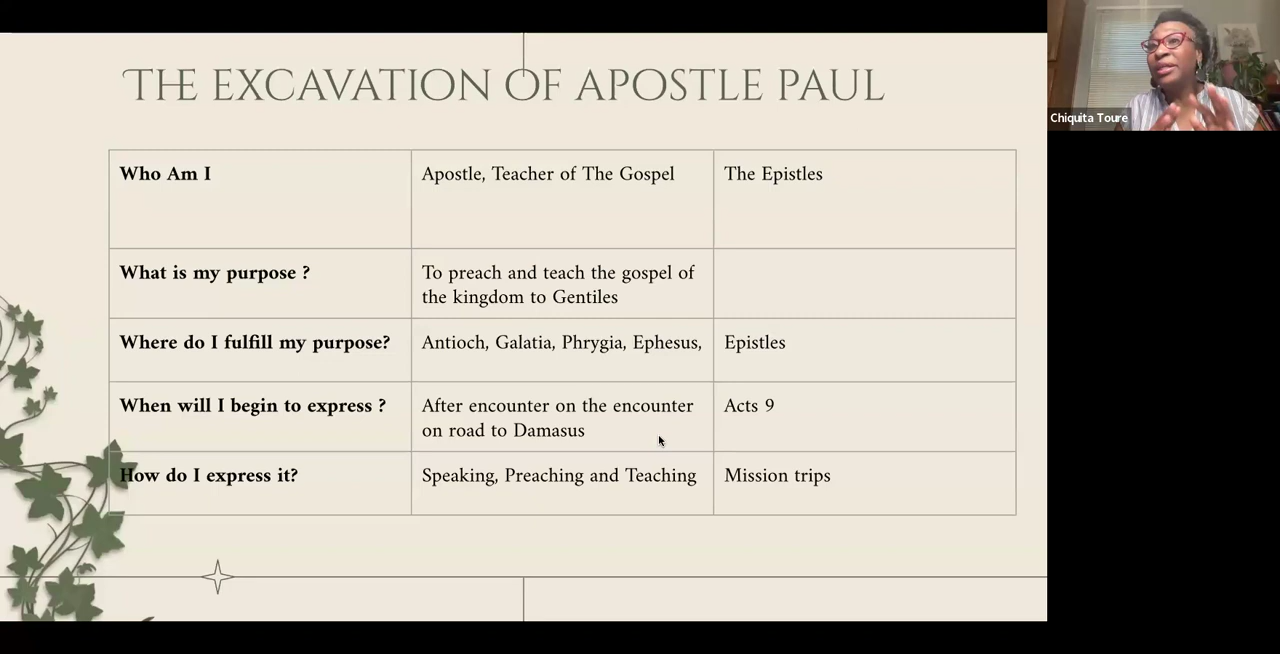 THE EXCAVATION OF APOSTLE PAUL
Chiquita Toure
Who Am I
Apostle, Teacher of The Gospel
The Epistles
What is my purpose ?
To preach and teach the gospel of
the kingdom to Gentiles
Where do I fulfill my purpose?
Antioch, Galatia, Phrygia, Ephesus,
Epistles
When will I begin to express ?
After encounter on the encounter
on road to Damasus
Acts 9
How do I express it?
Speaking, Preaching and Teaching
Mission trips